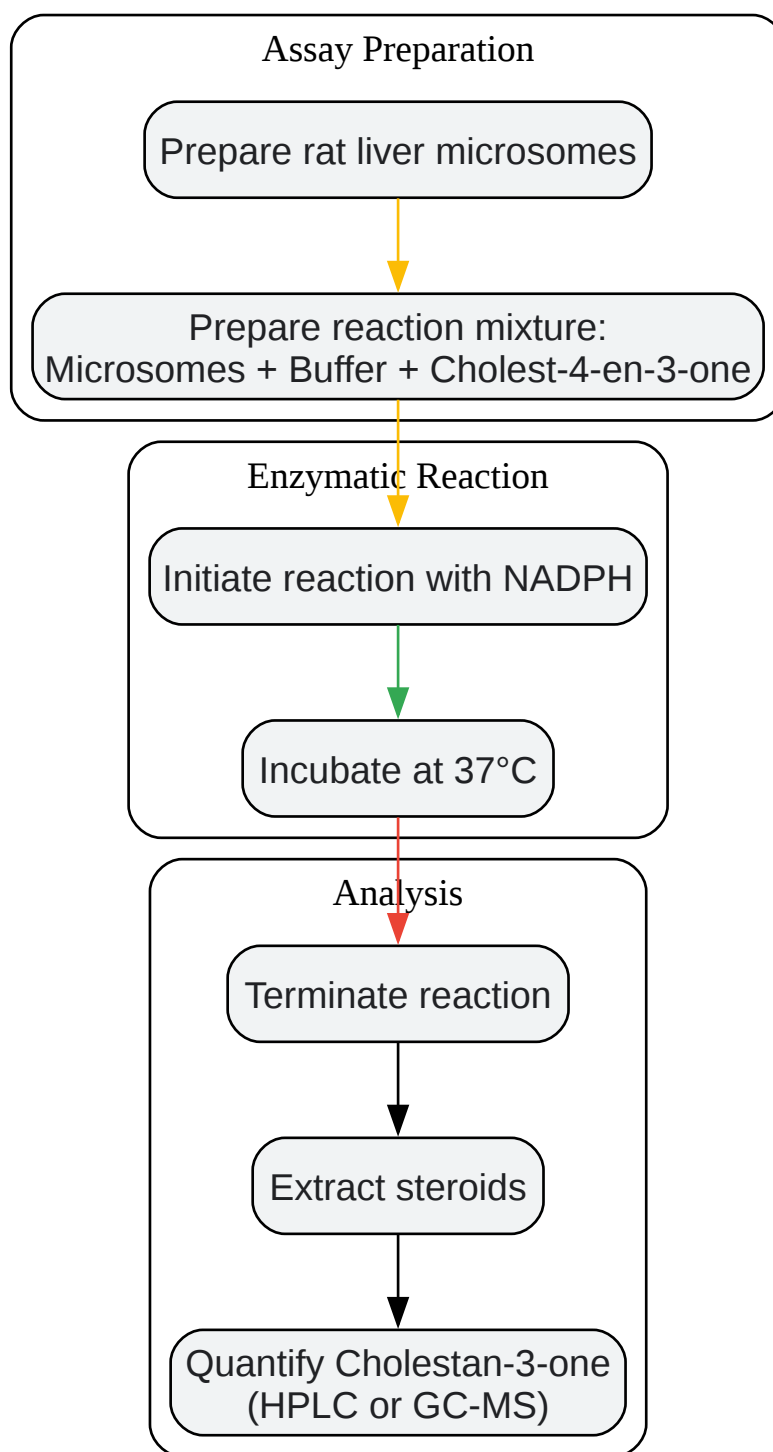 Assay Preparation
Prepare rat liver microsomes
Prepare reaction mixture:
Microsomes + Buffer + Cholest-4-en-3-one
Enzymatic Reaction
Initiate reaction with NADPH
Incubate at 37°C
Analysis
Terminate reaction
Extract steroids
Quantify Cholestan-3-one
(HPLC or GC-MS)